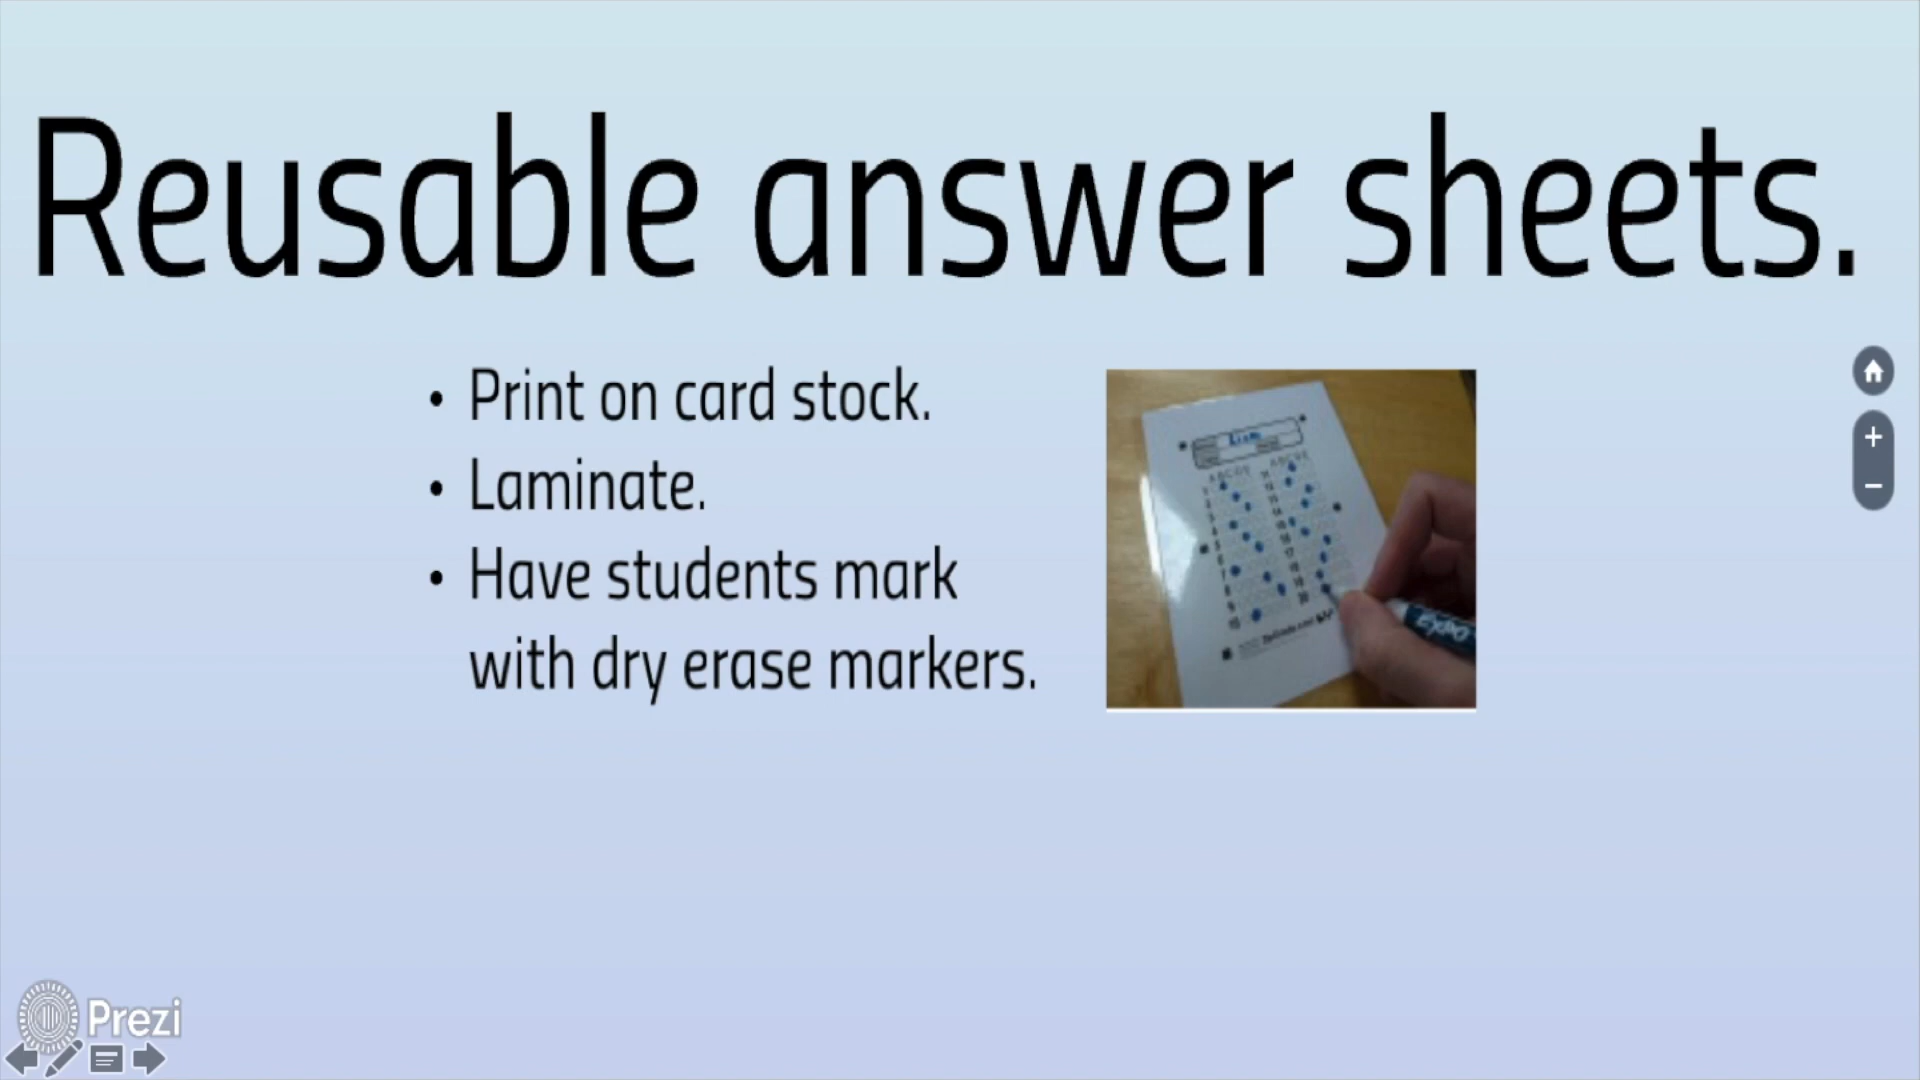 Reusable answer sheets.
• Print on card stock.
• Laminate.
• Have students mark
with dry erase markers.
Prezi